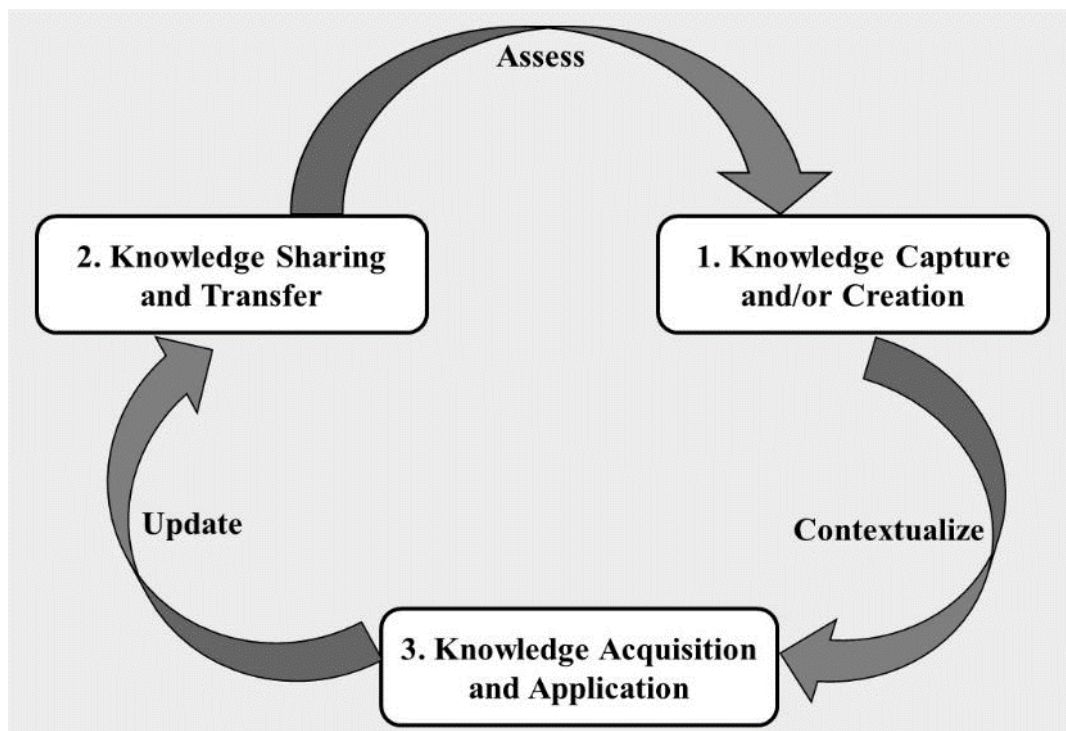 Assess
2. Knowledge Sharing
and Transfer
1. Knowledge Capture
and/or Creation
Update
Contextualize
3. Knowledge Acquisition
and Application